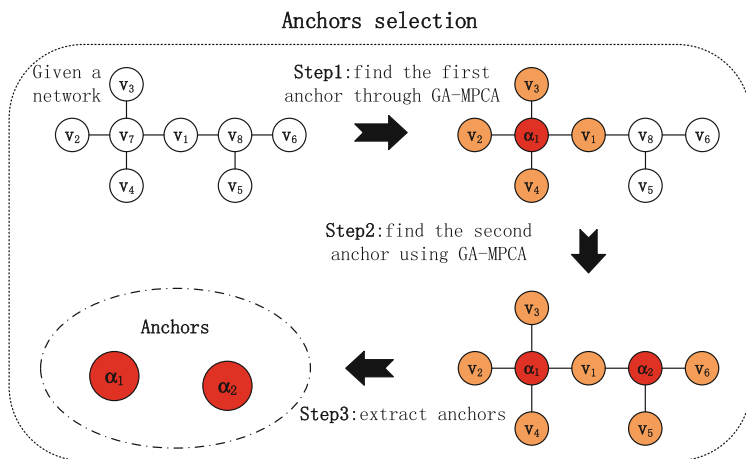 Anchors selection
Given a
network
v₃
v₂
v₇
v₁
v₈
v₆
v₄
v₅
Step1:find the first
anchor through GA-MPCA
v₃
v₂
α₁
v₁
v₈
v₆
v₄
v₅
Step2:find the second
anchor using GA-MPCA
v₃
v₂
α₁
v₁
α₂
v₆
v₄
v₅
Step3:extract anchors
Anchors
α₁
α₂